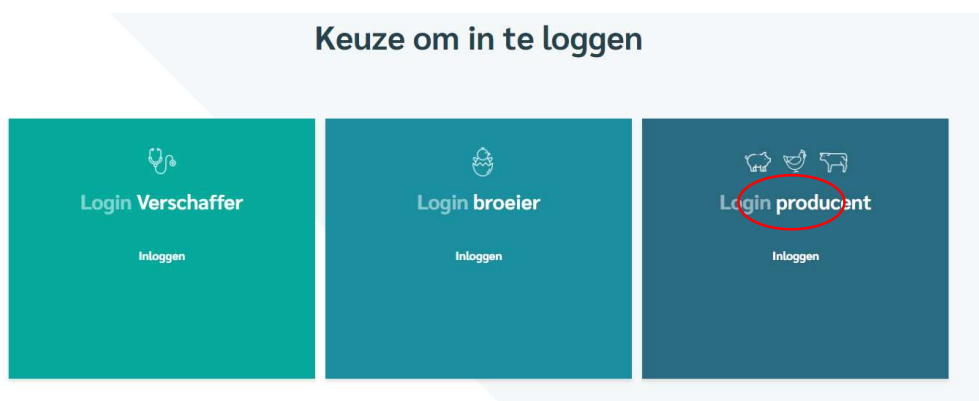 Keuze om in te loggen
Login Verschaffer
Inloggen
Login broeier
Inloggen
Login producent
Inloggen